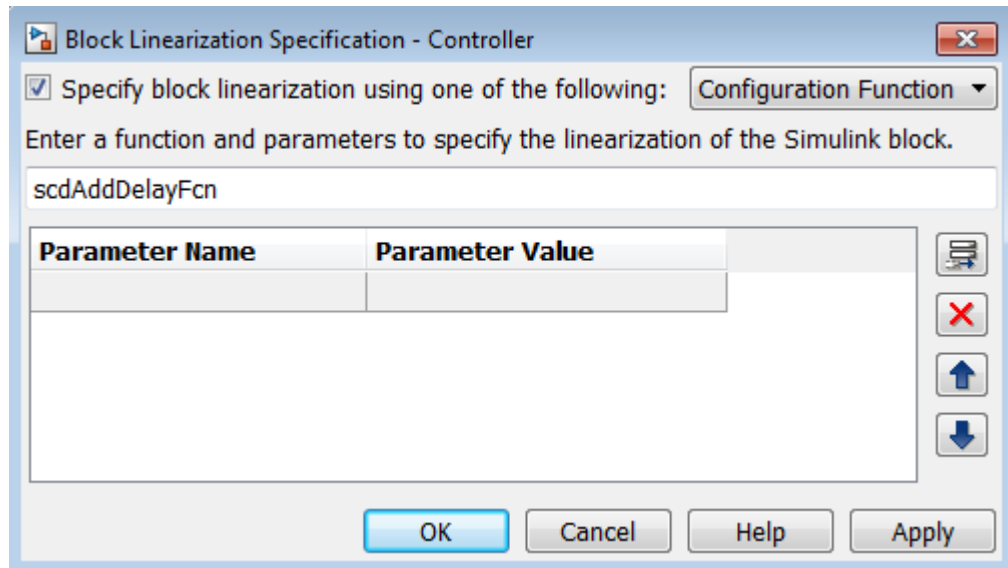 Block Linearization Specification - Controller
Specify block linearization using one of the following: Configuration Function
Enter a function and parameters to specify the linearization of the Simulink block.
scdAddDelayFcn
Parameter Name Parameter Value
OK Cancel Help Apply